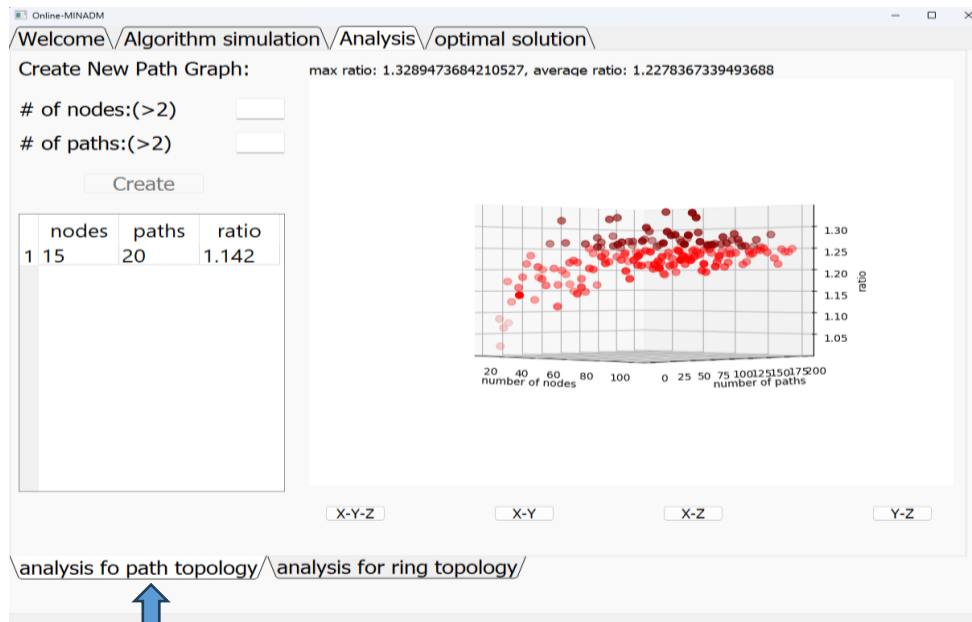 Online-MINADM
Welcome Algorithm simulation Analysis optimal solution
Create New Path Graph:
max ratio: 1.3289473684210527, average ratio: 1.2278367339493688
# of nodes:(>2)
# of paths:(>2)
Create
nodes paths ratio
1 15 20 1.142
1.30
1.25
1.20
1.15
1.10
1.05
ratio
20 40 60 80 100
number of nodes
0 25 50 75 100 125 150 175 200
number of paths
X-Y-Z X-Y X-Z Y-Z
analysis fo path topology analysis for ring topology